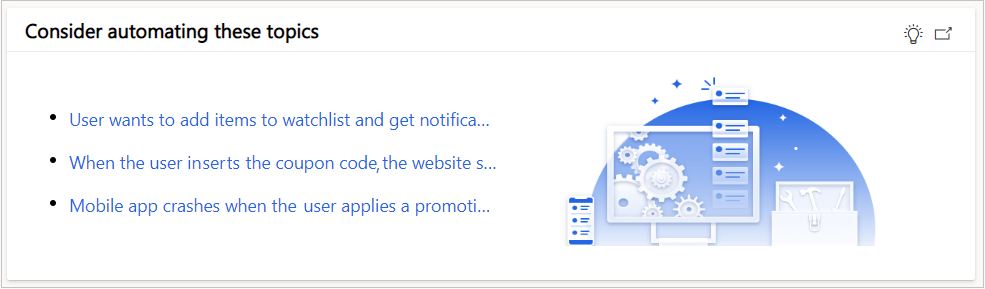 Consider automating these topics
User wants to add items to watchlist and get notifica...
When the user inserts the coupon code,the website s...
Mobile app crashes when the user applies a promoti...